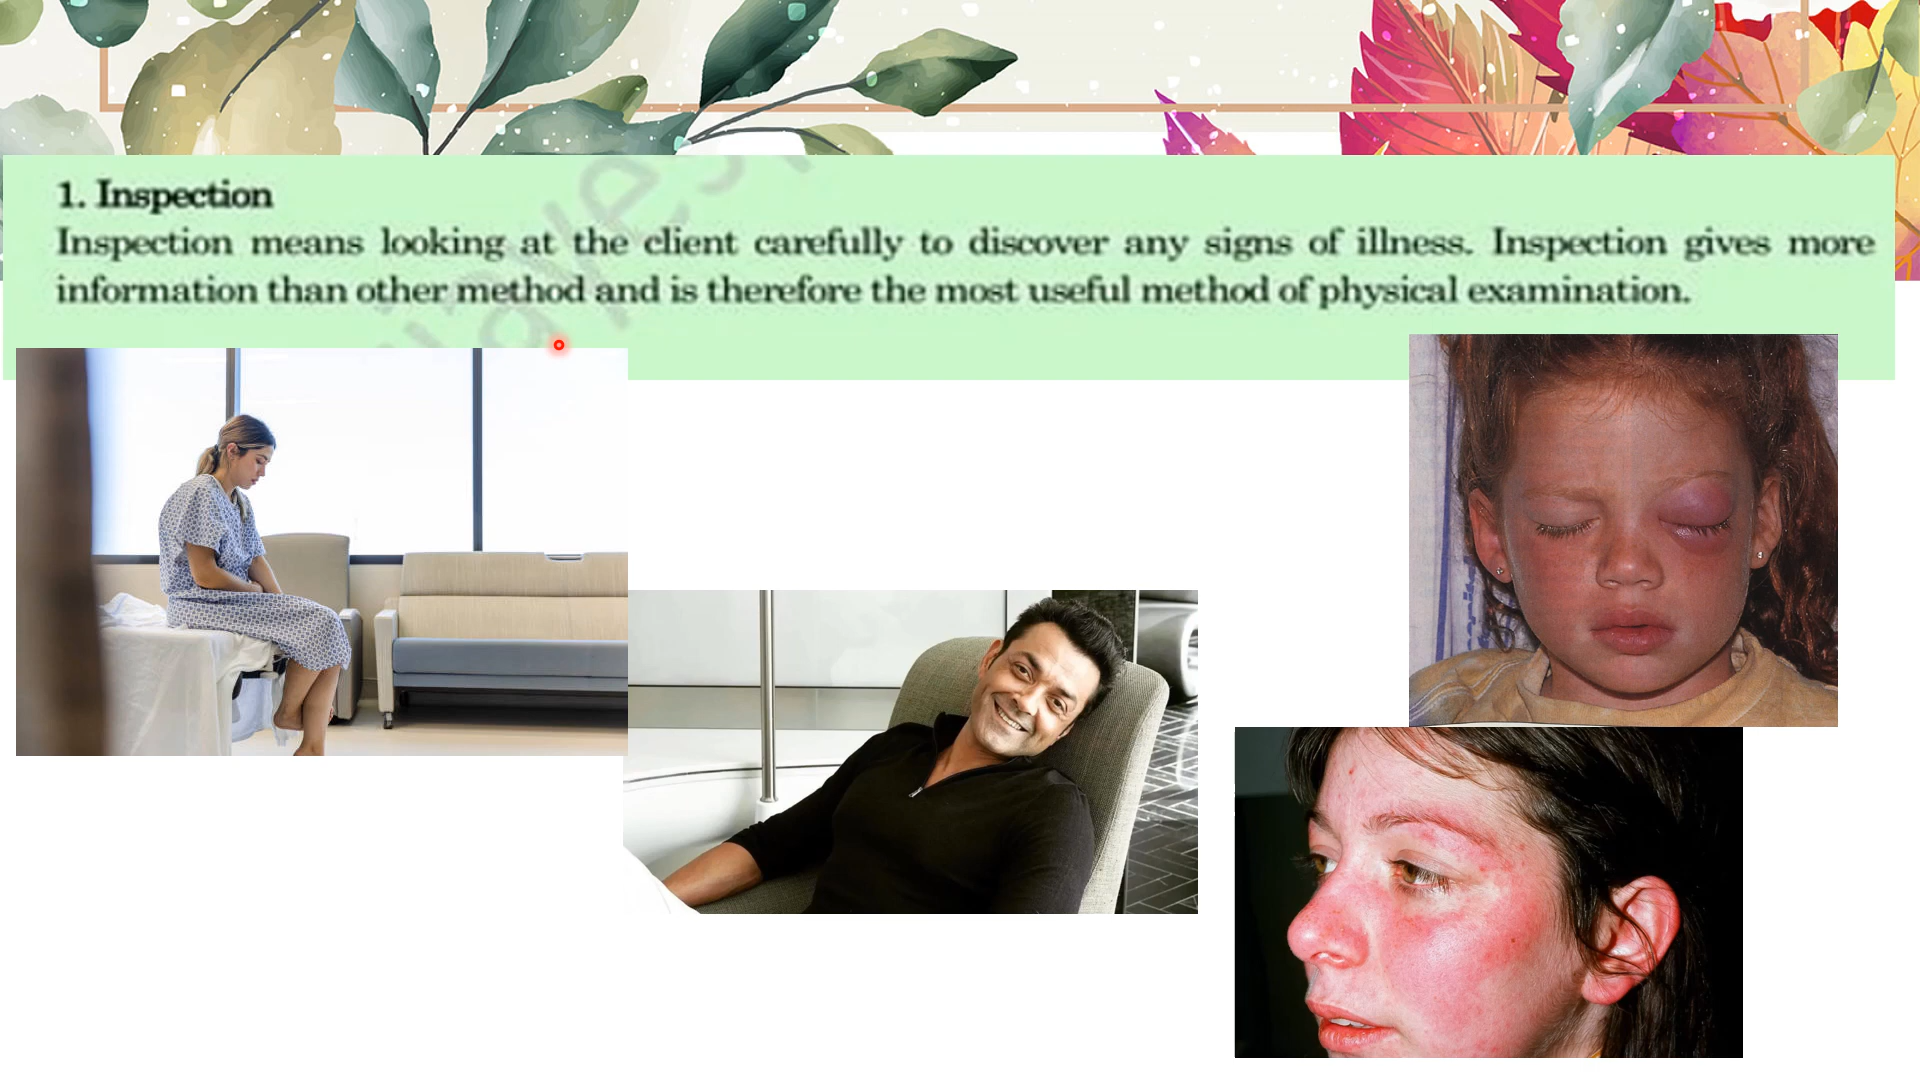 1. Inspection
Inspection means looking at the client carefully to discover any signs of illness. Inspection gives more
information than other method and is therefore the most useful method of physical examination.